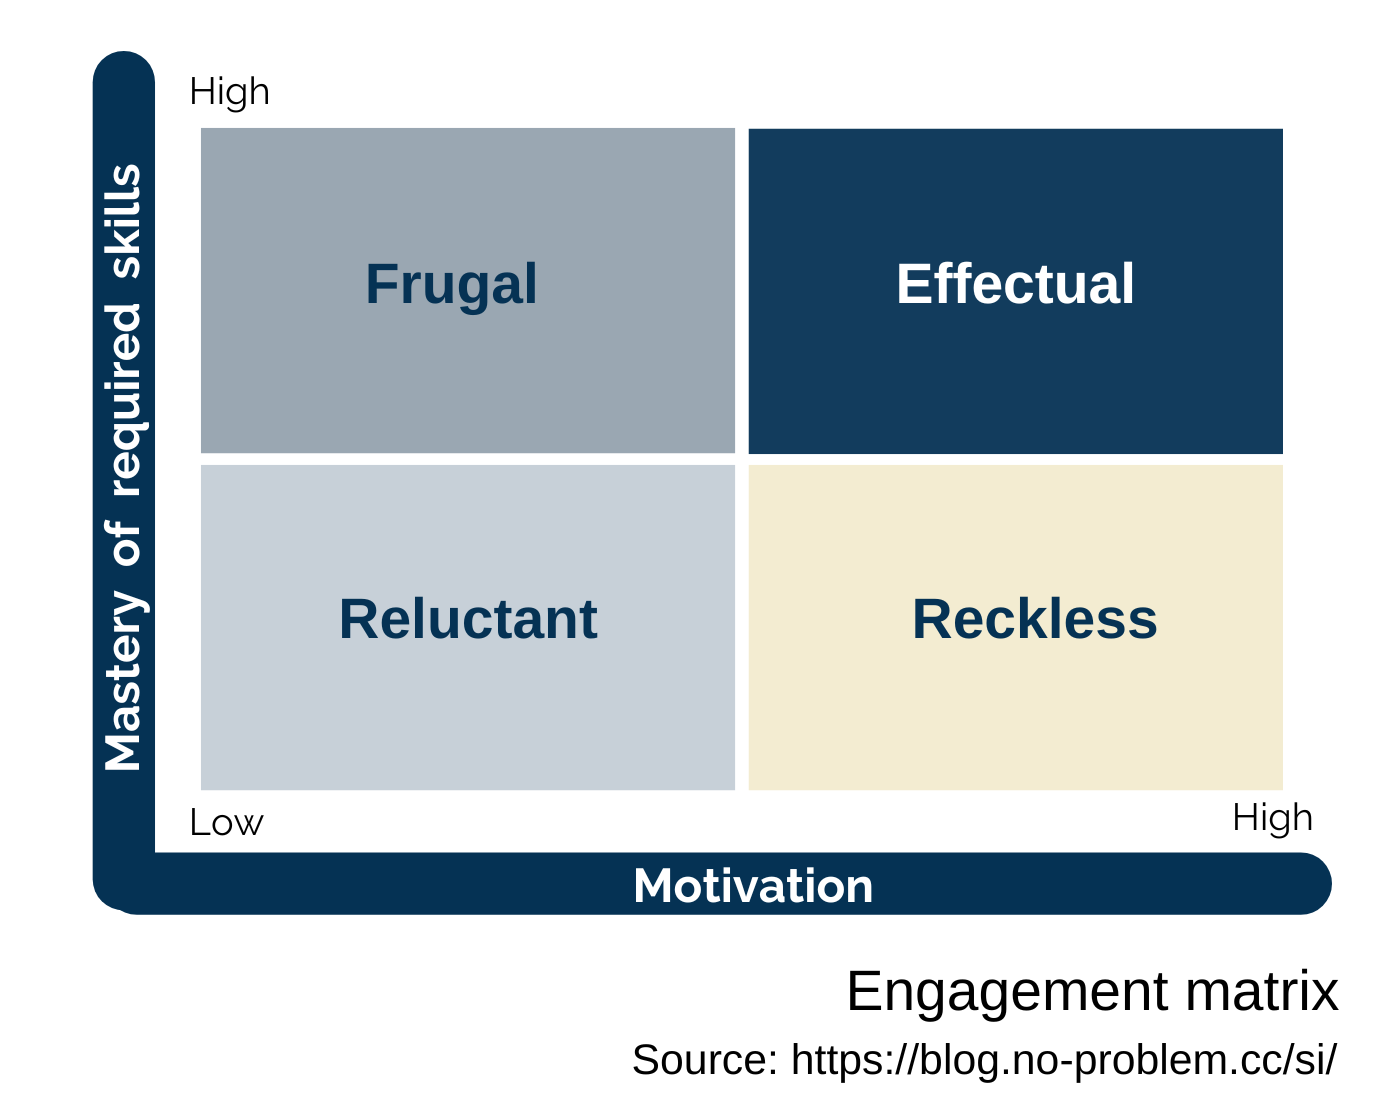 High
Mastery of required skills
Frugal
Effectual
Reluctant
Reckless
Low
High
Motivation
Engagement matrix
Source: https://blog.no-problem.cc/si/